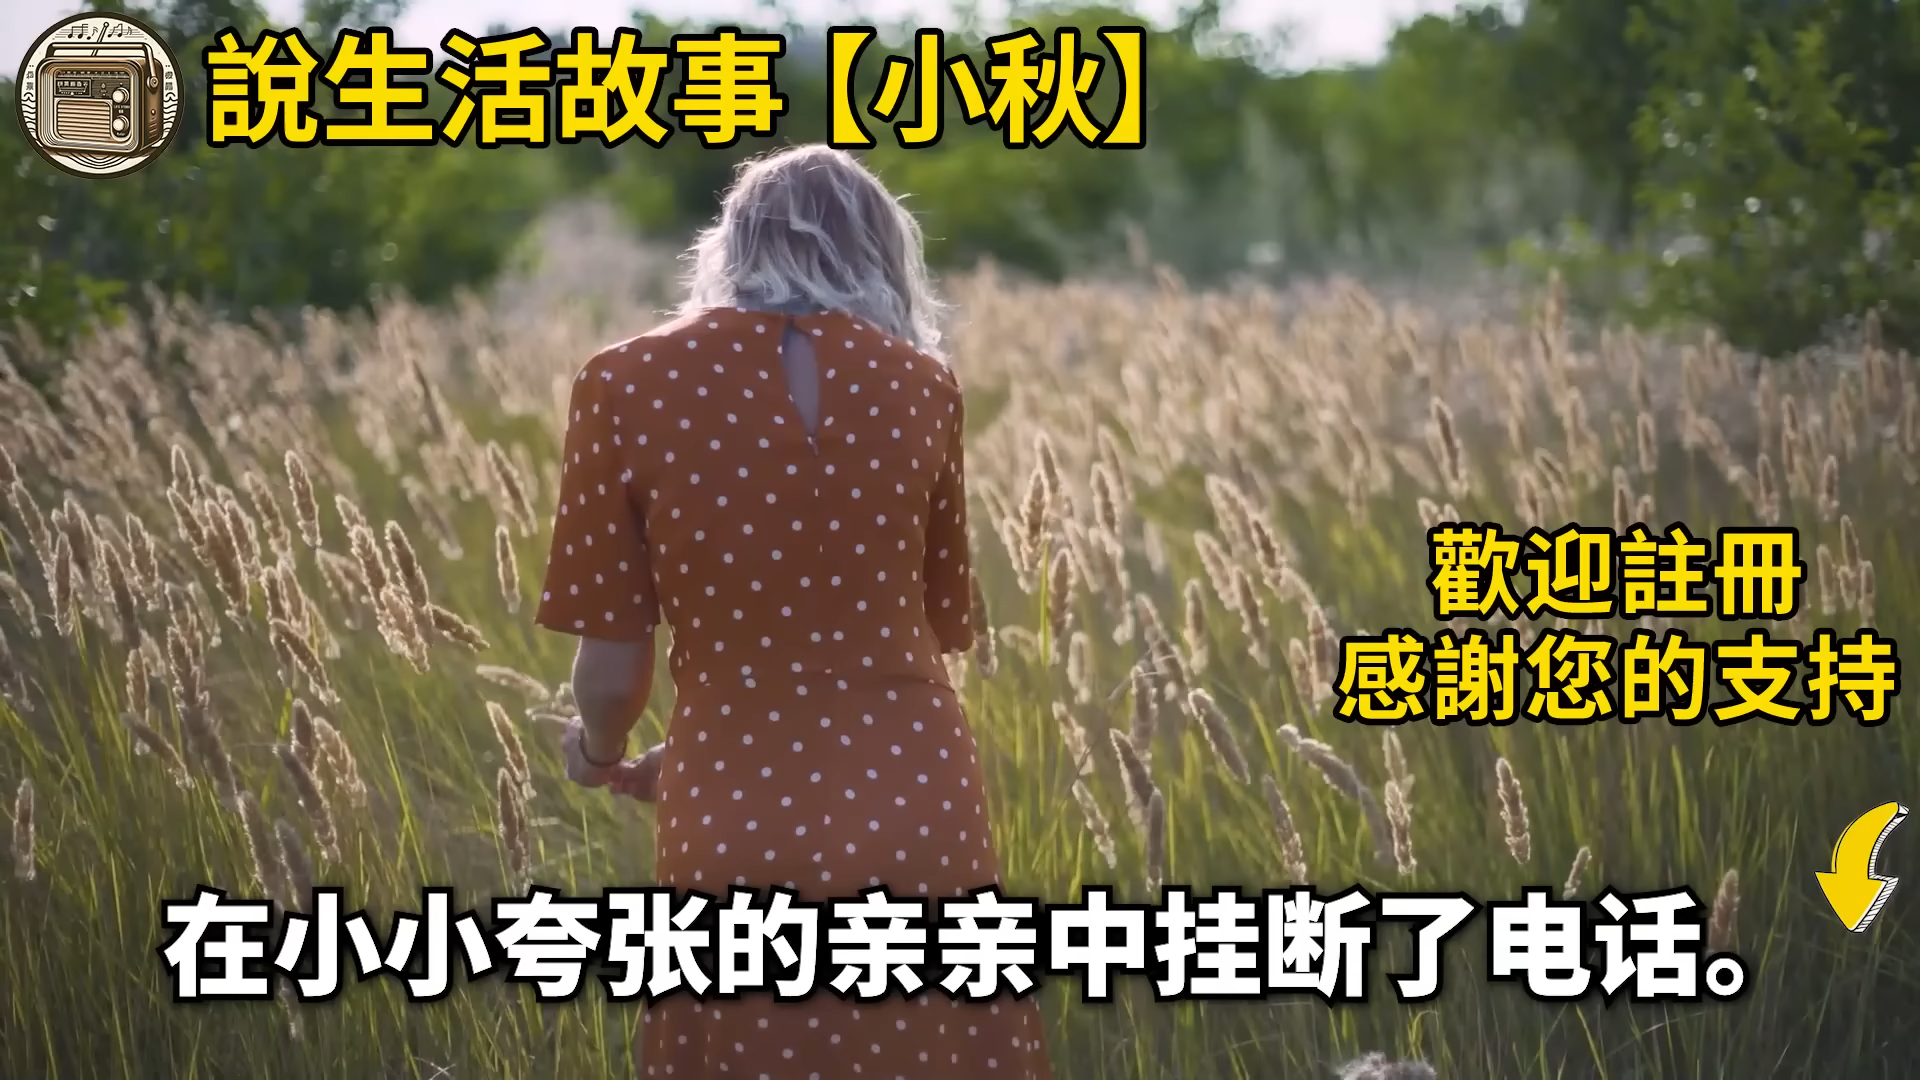 說生活故事【小秋】
歡迎註冊
感謝您的支持
在小小夸张的亲亲中挂断了电话。